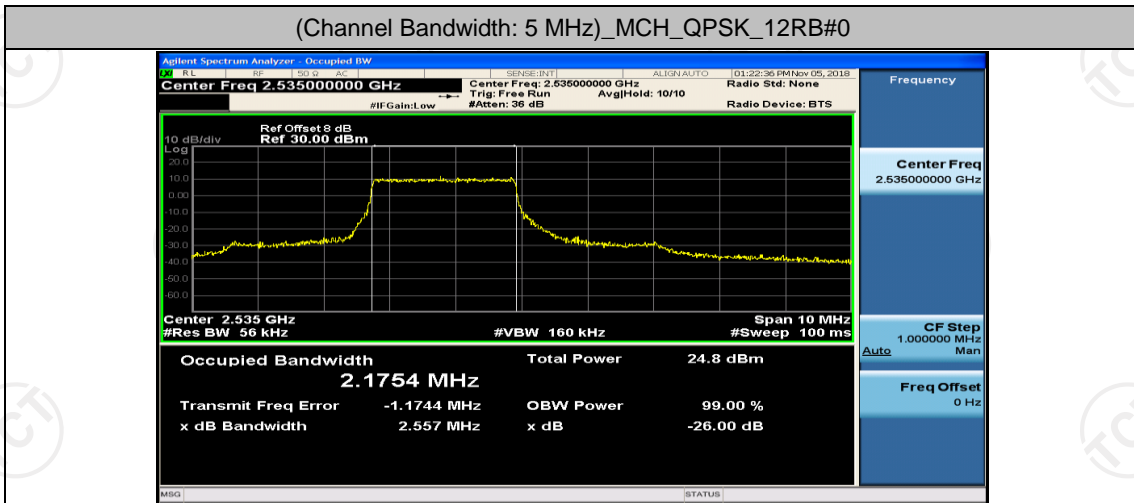 (Channel Bandwidth: 5 MHz)_MCH_QPSK_12RB#0
Agilent Spectrum Analyzer - Occupied BW
LXI RL RF 50 Ω AC SENSE:INT ALIGN AUTO 01:22:36 PM Nov 05, 2018
Center Freq 2.535000000 GHz Center Freq: 2.535000000 GHz Radio Std: None
Trig: Free Run Avg|Hold: 10/10
#IFGain:Low #Atten: 36 dB Radio Device: BTS
Ref Offset 8 dB
10 dB/div Ref 30.00 dBm
Log
20.0
10.0
0.00
-10.0
-20.0
-30.0
-40.0
-50.0
-60.0
Center 2.535 GHz Span 10 MHz
#Res BW 56 kHz #VBW 160 kHz #Sweep 100 ms
Occupied Bandwidth Total Power 24.8 dBm
2.1754 MHz
Transmit Freq Error -1.1744 MHz OBW Power 99.00 %
x dB Bandwidth 2.557 MHz x dB -26.00 dB
MSG STATUS
Frequency
Center Freq
2.535000000 GHz
CF Step
1.000000 MHz
Auto Man
Freq Offset
0 Hz
TCT
TCT